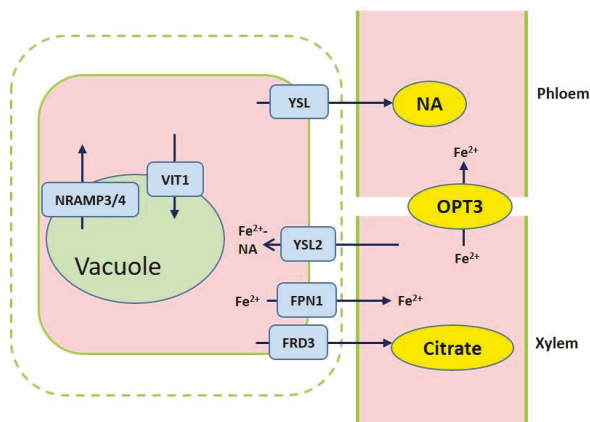 YSL
NA
Phloem
Fe²⁺
VIT1
NRAMP3/4
OPT3
Vacuole
Fe²⁺-
NA
YSL2
Fe²⁺
Fe²⁺
FPN1
Fe²⁺
FRD3
Citrate
Xylem